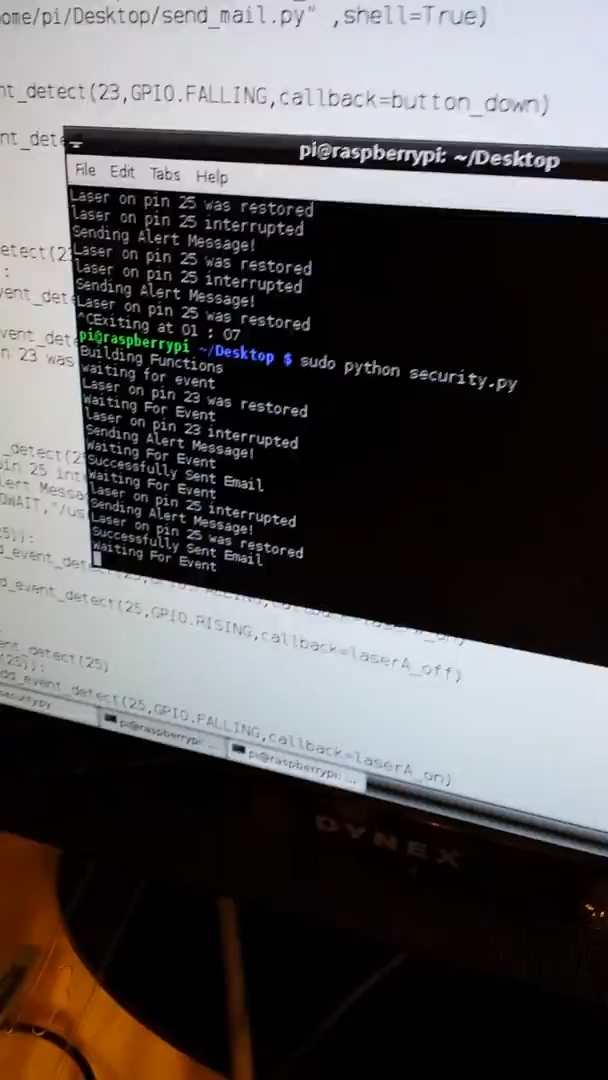 ome/pi/Desktop/send_mail.py" ,shell=True)
nt_detect(23,GPIO.FALLING,callback=button_down)
pi@raspberrypi: ~/Desktop
File Edit Tabs Help
Laser on pin 25 was restored
laser on pin 25 interrupted
Sending Alert Message!
Laser on pin 25 was restored
laser on pin 25 interrupted
Sending Alert Message!
Laser on pin 25 was restored
^CExiting at 01 : 07
pi@raspberrypi ~/Desktop $ sudo python security.py
Building Functions
waiting for event
Laser on pin 23 was restored
Waiting For Event
laser on pin 23 interrupted
Sending Alert Message!
Waiting For Event
Successfully Sent Email
Waiting For Event
laser on pin 25 interrupted
Sending Alert Message!
Laser on pin 25 was restored
Successfully Sent Email
Waiting For Event
d_event_detect(25,GPIO.RISING,callback=laserA_off)
ent_detect(25)
(25)):
dd_event_detect(25,GPIO.FALLING,callback=laserA_on)
pi@raspberrypi: ...
pi@raspberrypi: ...
DYNEX